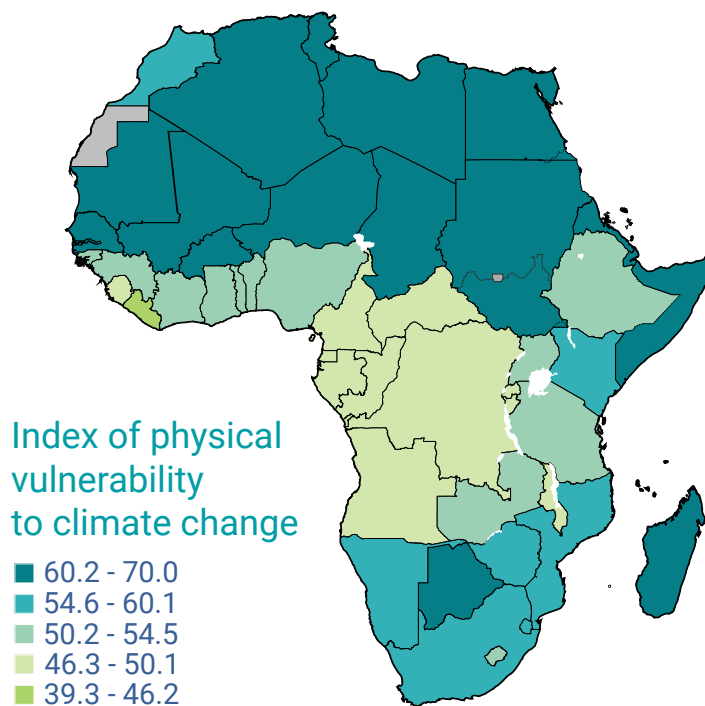 Index of physical
vulnerability
to climate change
60.2 - 70.0
54.6 - 60.1
50.2 - 54.5
46.3 - 50.1
39.3 - 46.2